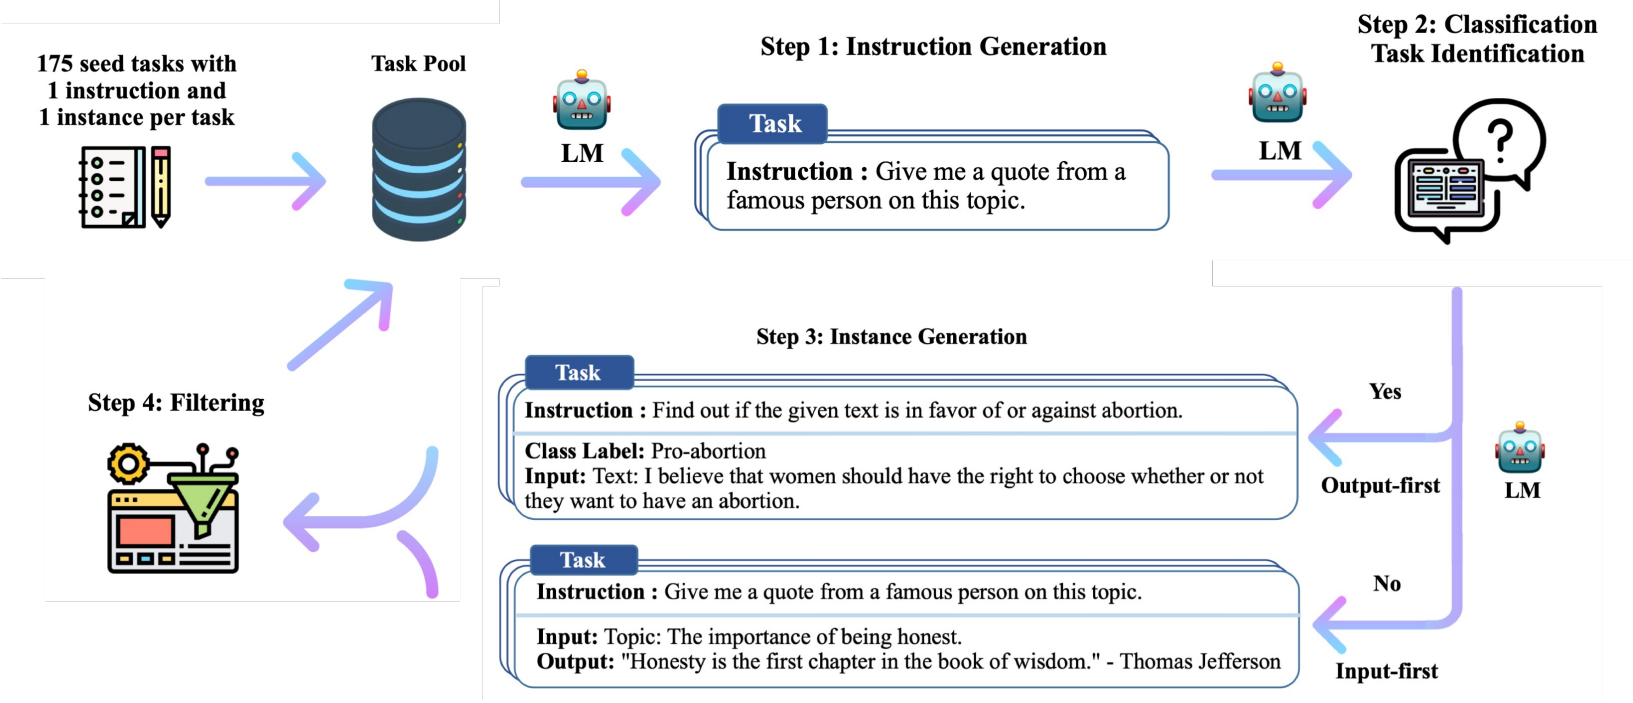 175 seed tasks with
1 instruction and
1 instance per task
Task Pool
LM
Step 1: Instruction Generation
Task
Instruction : Give me a quote from a
famous person on this topic.
LM
Step 2: Classification
Task Identification
Step 3: Instance Generation
Task
Instruction : Find out if the given text is in favor of or against abortion.
Class Label: Pro-abortion
Input: Text: I believe that women should have the right to choose whether or not
they want to have an abortion.
Yes
Output-first
LM
Task
Instruction : Give me a quote from a famous person on this topic.
Input: Topic: The importance of being honest.
Output: "Honesty is the first chapter in the book of wisdom." - Thomas Jefferson
No
Input-first
Step 4: Filtering